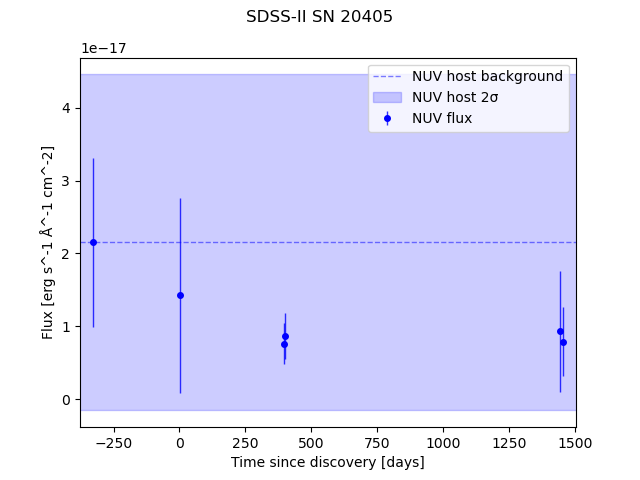 SDSS-II SN 20405
1e−17
NUV host background
NUV host 2σ
NUV flux
4
3
2
1
0
Flux [erg s^-1 Å^-1 cm^-2]
−250 0 250 500 750 1000 1250 1500
Time since discovery [days]